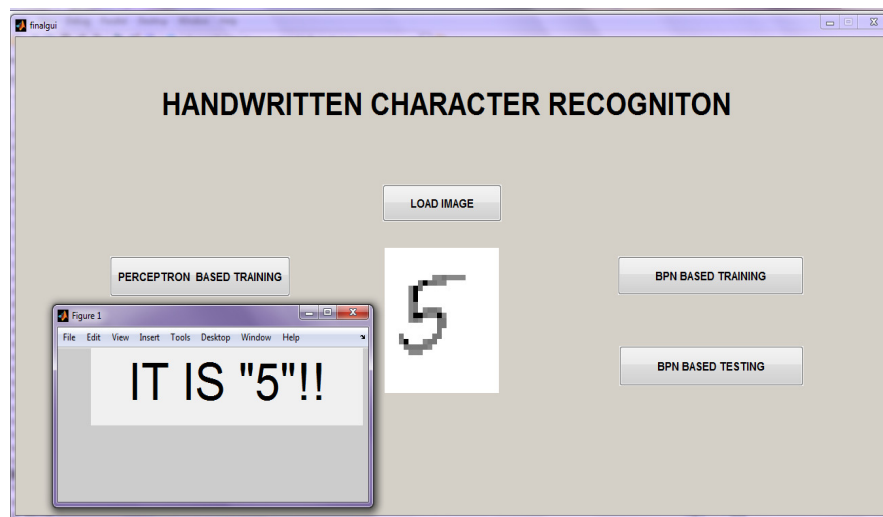 finalgui
HANDWRITTEN CHARACTER RECOGNITON
LOAD IMAGE
PERCEPTRON BASED TRAINING
5
BPN BASED TRAINING
Figure 1
File Edit View Insert Tools Desktop Window Help
IT IS "5"!!
BPN BASED TESTING